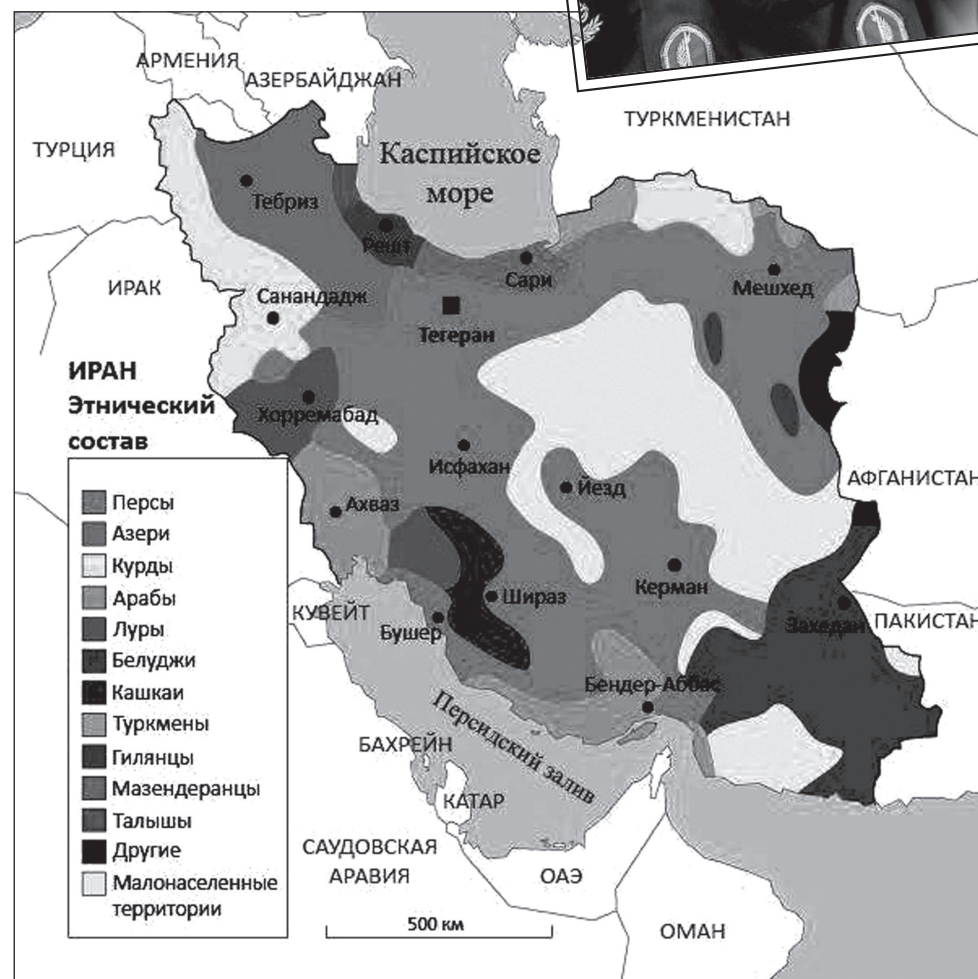 АРМЕНИЯ
АЗЕРБАЙДЖАН
ТУРКМЕНИСТАН
ТУРЦИЯ
Каспийское
море
Тебриз
Решт
Сари
Мешхед
ИРАК
Санандадж
Тегеран
ИРАН
Этнический
состав
Хорремабад
Исфахан
Йезд
АФГАНИСТАН
Ахваз
Персы
Азери
Курды
Арабы
Луры
Белуджи
Кашкаи
Туркмены
Гилянцы
Мазендеранцы
Талышы
Другие
Малонаселенные
территории
Керман
Шираз
КУВЕЙТ
Бушер
Захедан
ПАКИСТАН
Бендер-Аббас
Персидский залив
БАХРЕЙН
КАТАР
САУДОВСКАЯ
АРАВИЯ
ОАЭ
ОМАН
500 км